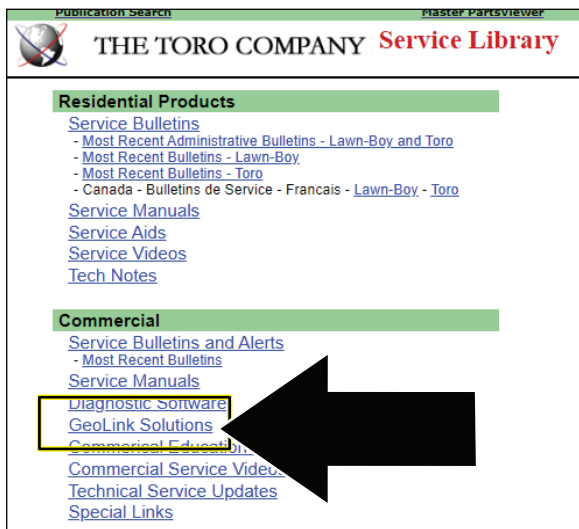 Publication Search Master PartsViewer
THE TORO COMPANY Service Library
Residential Products
Service Bulletins
- Most Recent Administrative Bulletins - Lawn-Boy and Toro
- Most Recent Bulletins - Lawn-Boy
- Most Recent Bulletins - Toro
- Canada - Bulletins de Service - Francais - Lawn-Boy - Toro
Service Manuals
Service Aids
Service Videos
Tech Notes
Commercial
Service Bulletins and Alerts
- Most Recent Bulletins
Service Manuals
Diagnostic Software
GeoLink Solutions
Commerical Education
Commercial Service Videos
Technical Service Updates
Special Links